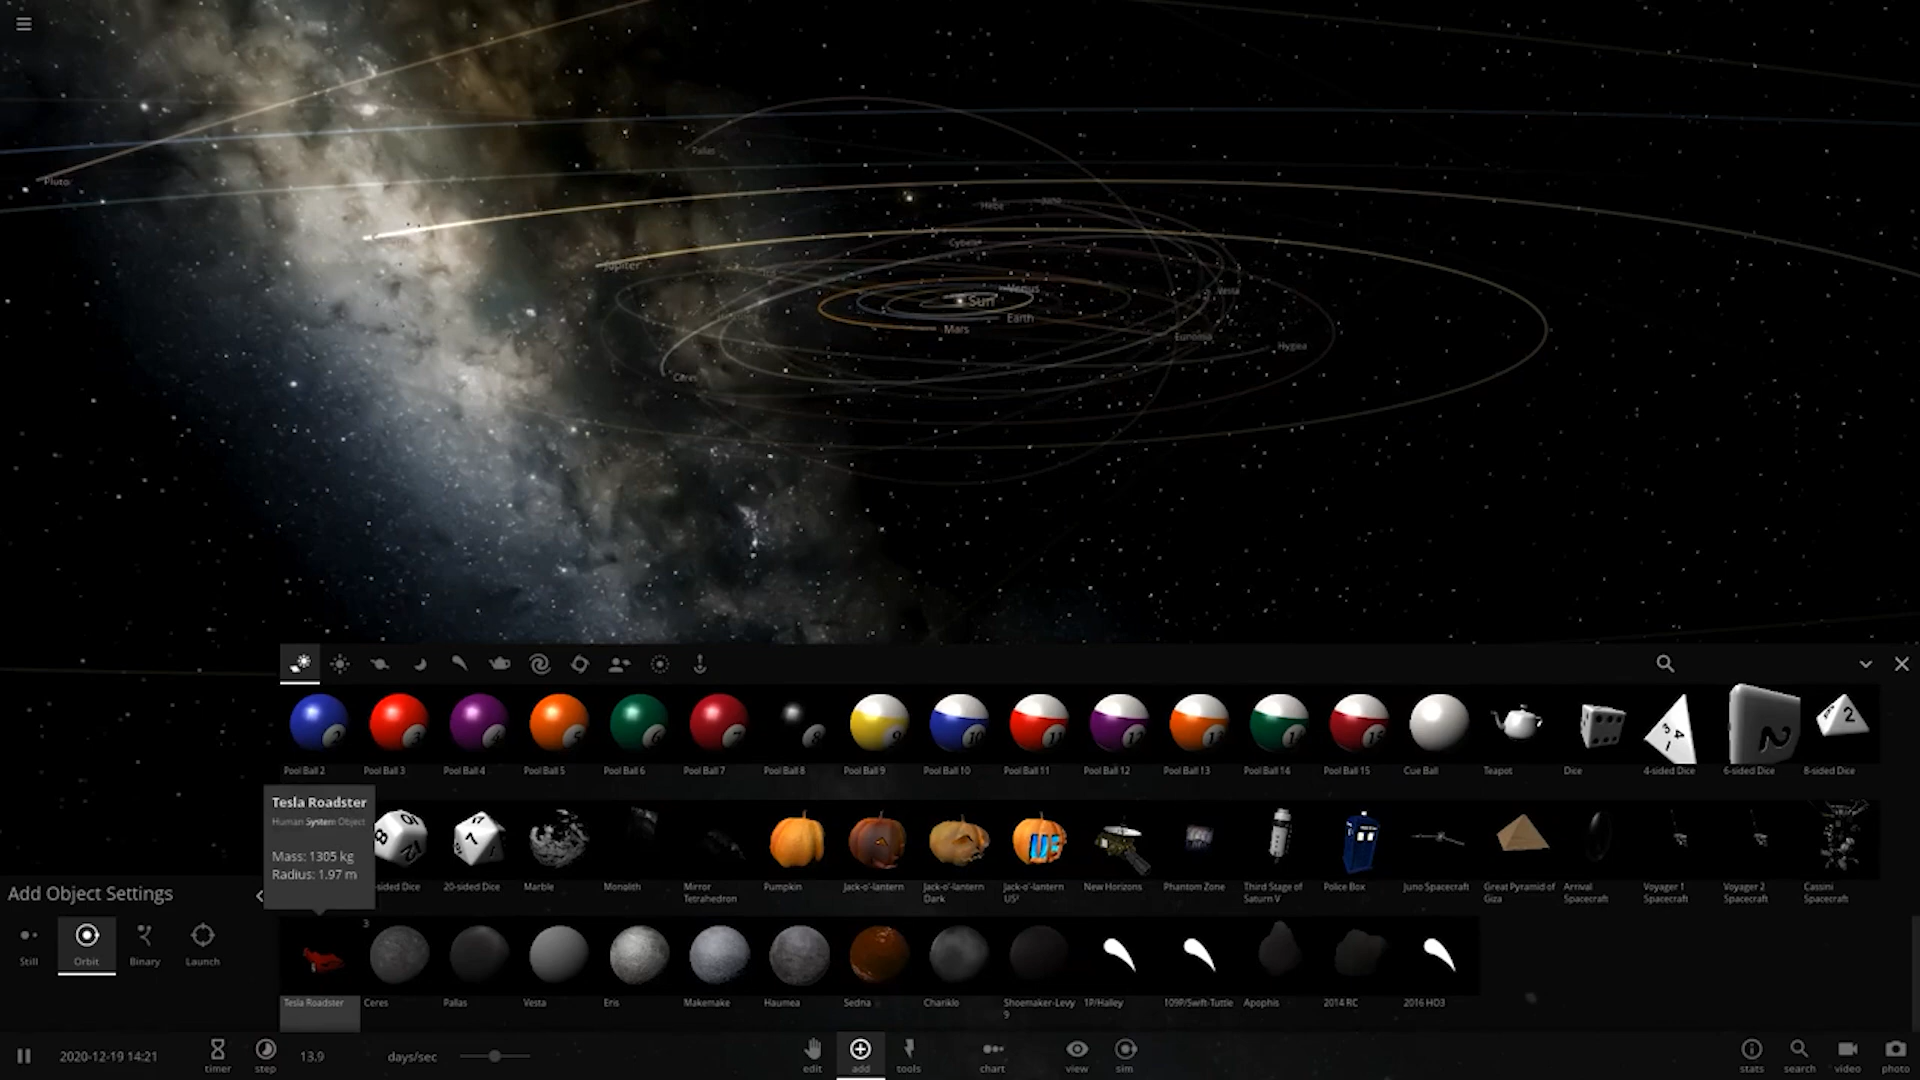 Pallas
Pluto
Hebe
Juno
Cybele
Jupiter
Venus
Sun
Vesta
Earth
Mars
Eunomia
Hygiea
Ceres
Pool Ball 2
Pool Ball 3
Pool Ball 4
Pool Ball 5
Pool Ball 6
Pool Ball 7
Pool Ball 8
Pool Ball 9
Pool Ball 10
Pool Ball 11
Pool Ball 12
Pool Ball 13
Pool Ball 14
Pool Ball 15
Cue Ball
Teapot
Dice
4-sided Dice
6-sided Dice
8-sided Dice
Tesla Roadster
Human System Object
Mass: 1305 kg
Radius: 1.97 m
-sided Dice
20-sided Dice
Marble
Monolith
Mirror
Tetrahedron
Pumpkin
Jack-o'-lantern
Jack-o'-lantern
Dark
Jack-o'-lantern
US²
New Horizons
Phantom Zone
Third Stage of
Saturn V
Police Box
Juno Spacecraft
Great Pyramid of
Giza
Arrival
Spacecraft
Voyager 1
Spacecraft
Voyager 2
Spacecraft
Cassini
Spacecraft
Add Object Settings
Still
Orbit
Binary
Launch
3
Tesla Roadster
Ceres
Pallas
Vesta
Eris
Makemake
Haumea
Sedna
Chariklo
Shoemaker-Levy
9
1P/Halley
109P/Swift-Tuttle
Apophis
2014 RC
2016 HO3
2020-12-19 14:21
timer
step
13.9
days/sec
edit
add
tools
chart
view
sim
stats
search
video
photo